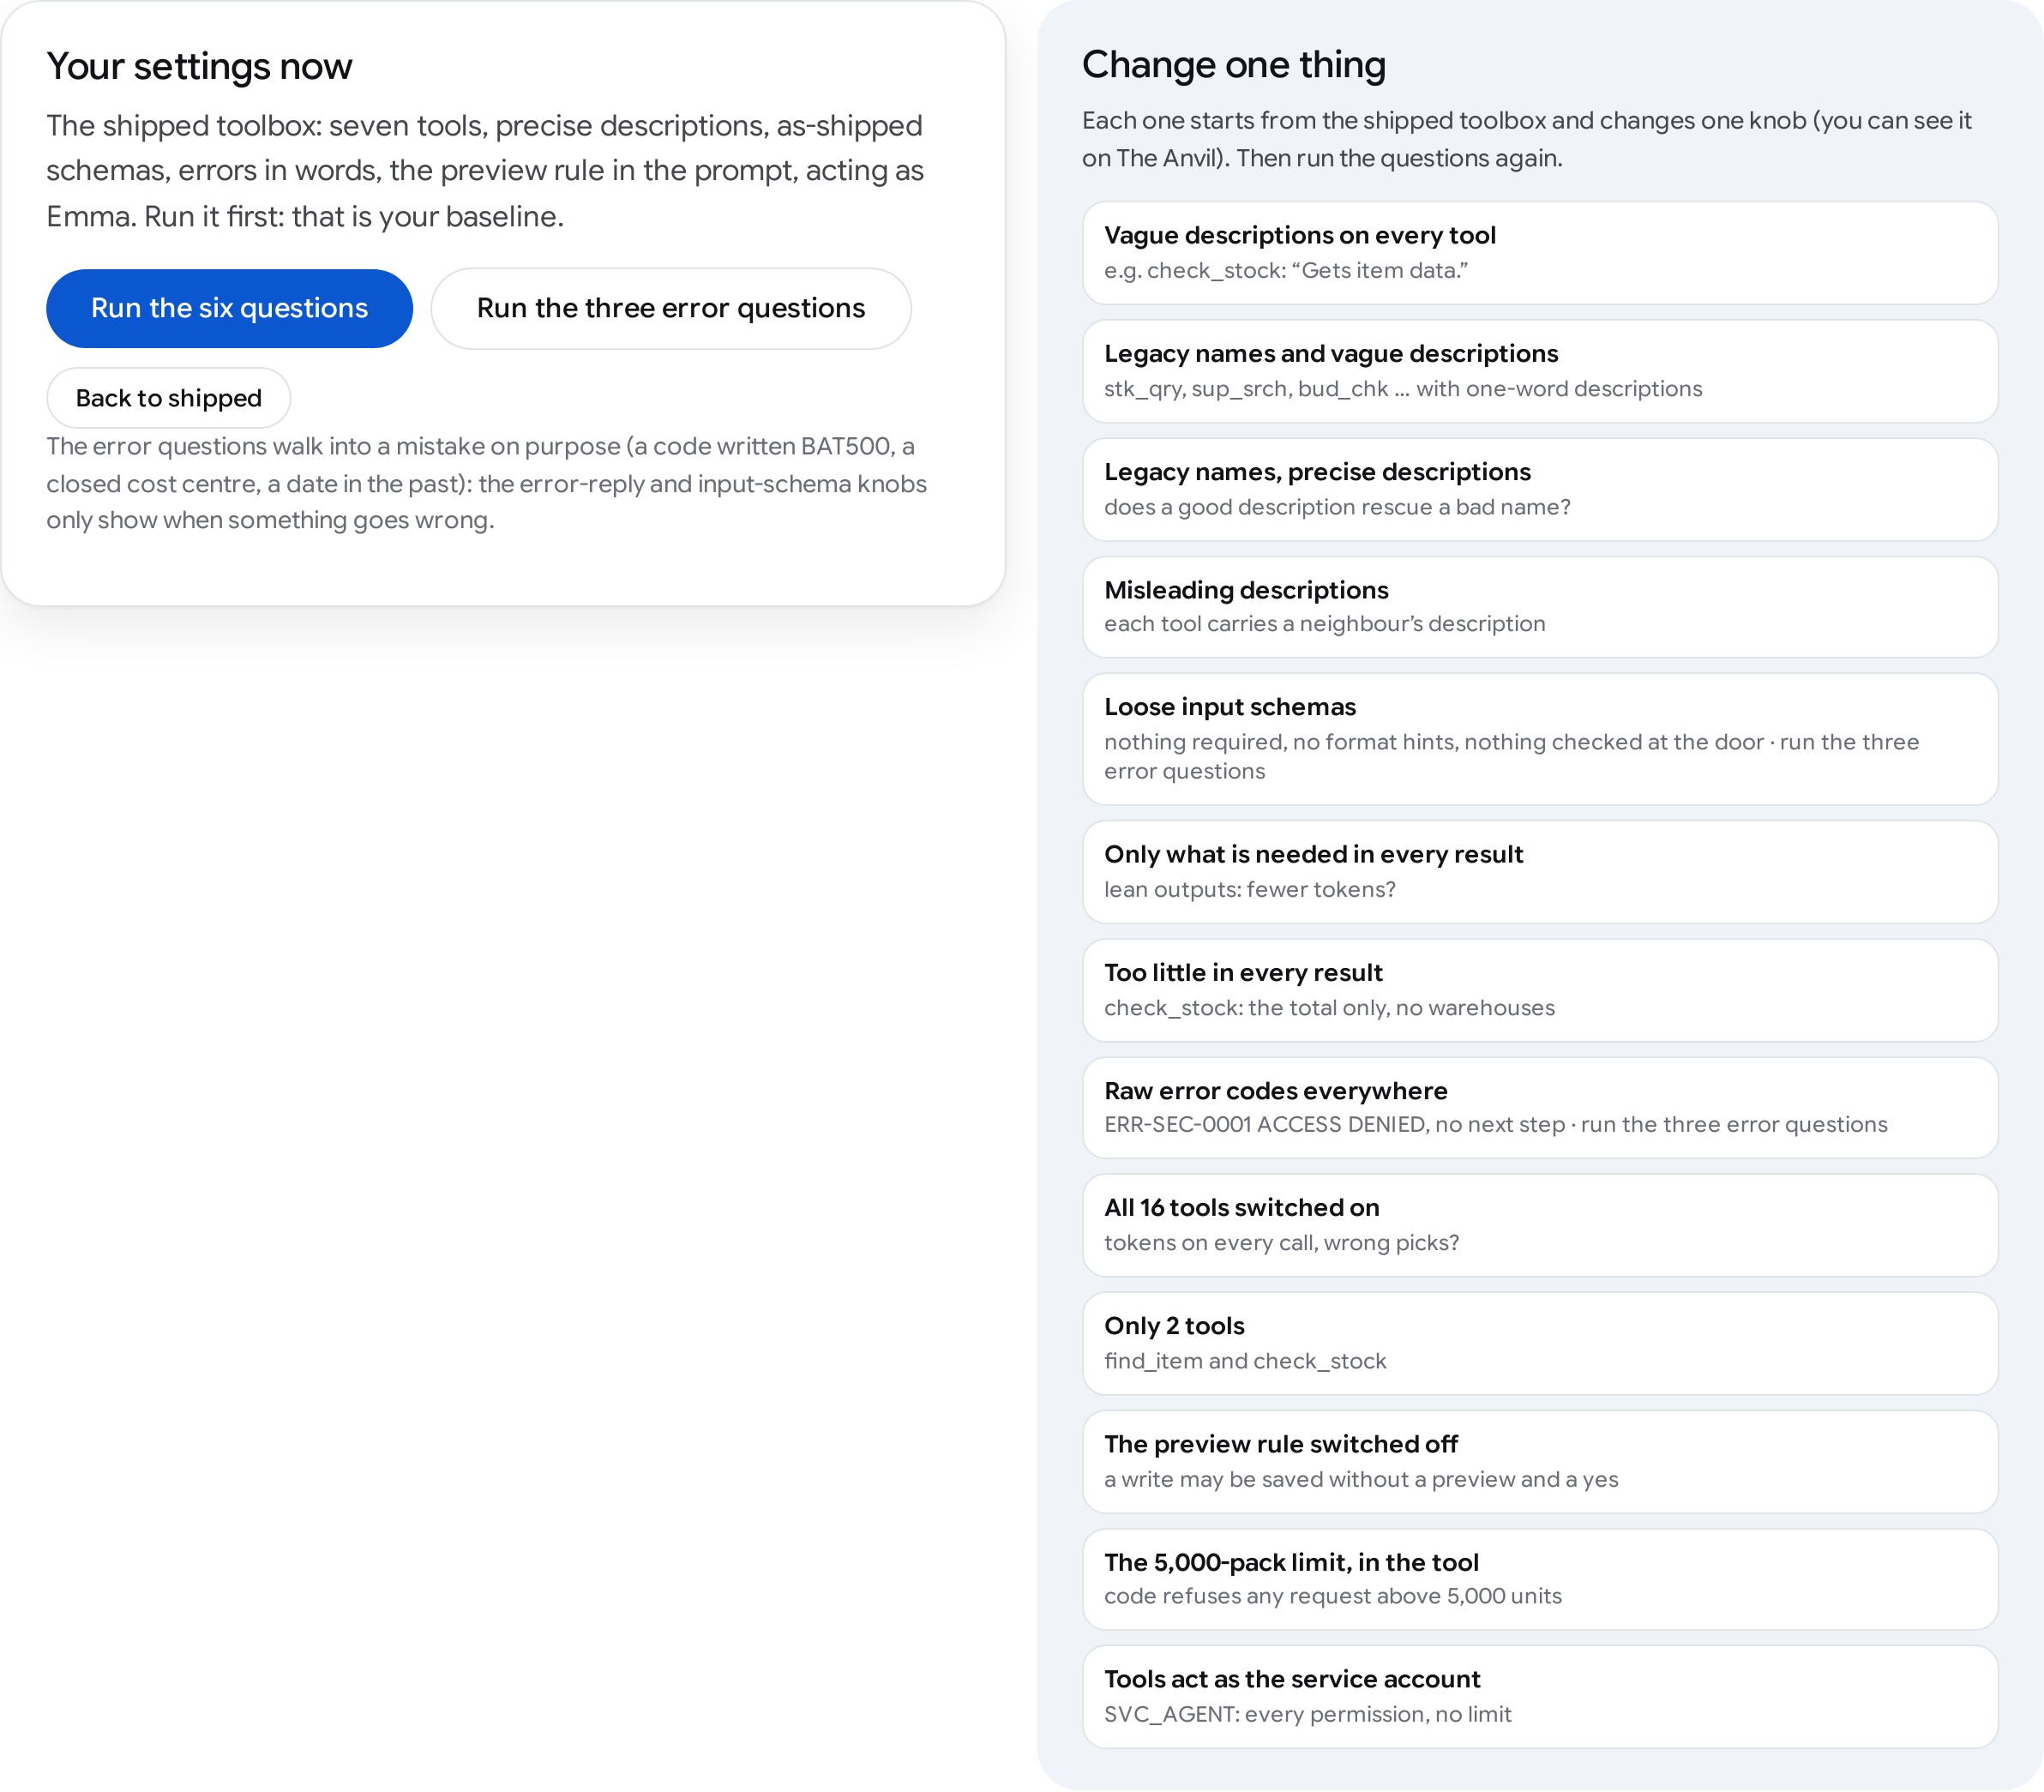 Your settings now
The shipped toolbox: seven tools, precise descriptions, as-shipped
schemas, errors in words, the preview rule in the prompt, acting as
Emma. Run it first: that is your baseline.
Run the six questions
Run the three error questions
Back to shipped
The error questions walk into a mistake on purpose (a code written BAT500, a
closed cost centre, a date in the past): the error-reply and input-schema knobs
only show when something goes wrong.
Change one thing
Each one starts from the shipped toolbox and changes one knob (you can see it
on The Anvil). Then run the questions again.
Vague descriptions on every tool
e.g. check_stock: “Gets item data.”
Legacy names and vague descriptions
stk_qry, sup_srch, bud_chk ... with one-word descriptions
Legacy names, precise descriptions
does a good description rescue a bad name?
Misleading descriptions
each tool carries a neighbour’s description
Loose input schemas
nothing required, no format hints, nothing checked at the door · run the three
error questions
Only what is needed in every result
lean outputs: fewer tokens?
Too little in every result
check_stock: the total only, no warehouses
Raw error codes everywhere
ERR-SEC-0001 ACCESS DENIED, no next step · run the three error questions
All 16 tools switched on
tokens on every call, wrong picks?
Only 2 tools
find_item and check_stock
The preview rule switched off
a write may be saved without a preview and a yes
The 5,000-pack limit, in the tool
code refuses any request above 5,000 units
Tools act as the service account
SVC_AGENT: every permission, no limit